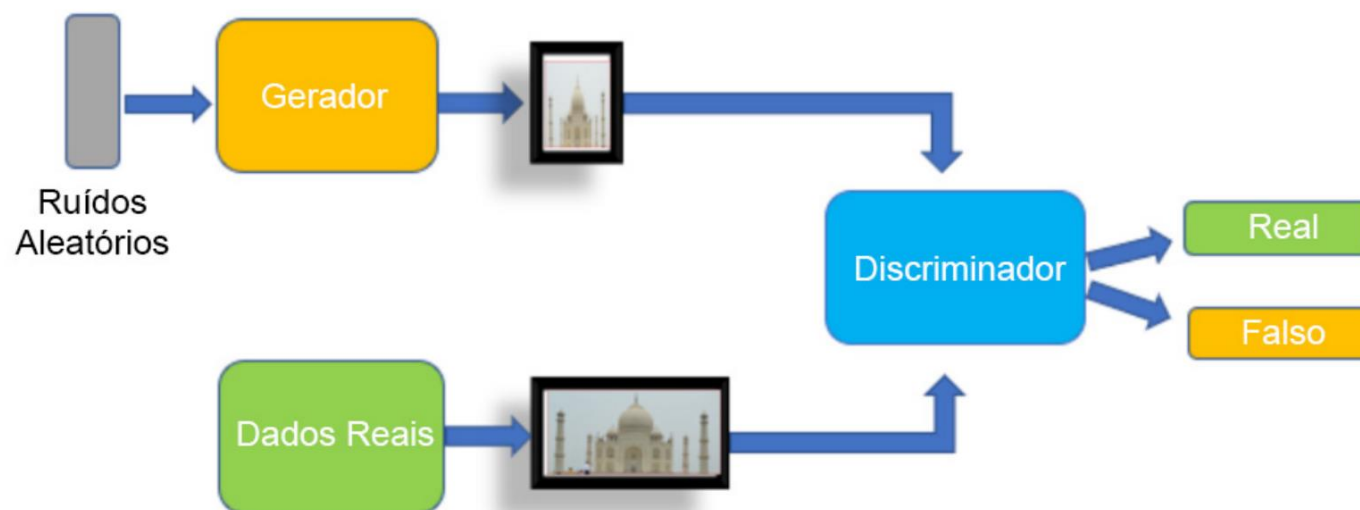 Gerador
Ruídos
Aleatórios
Discriminador
Real
Falso
Dados Reais